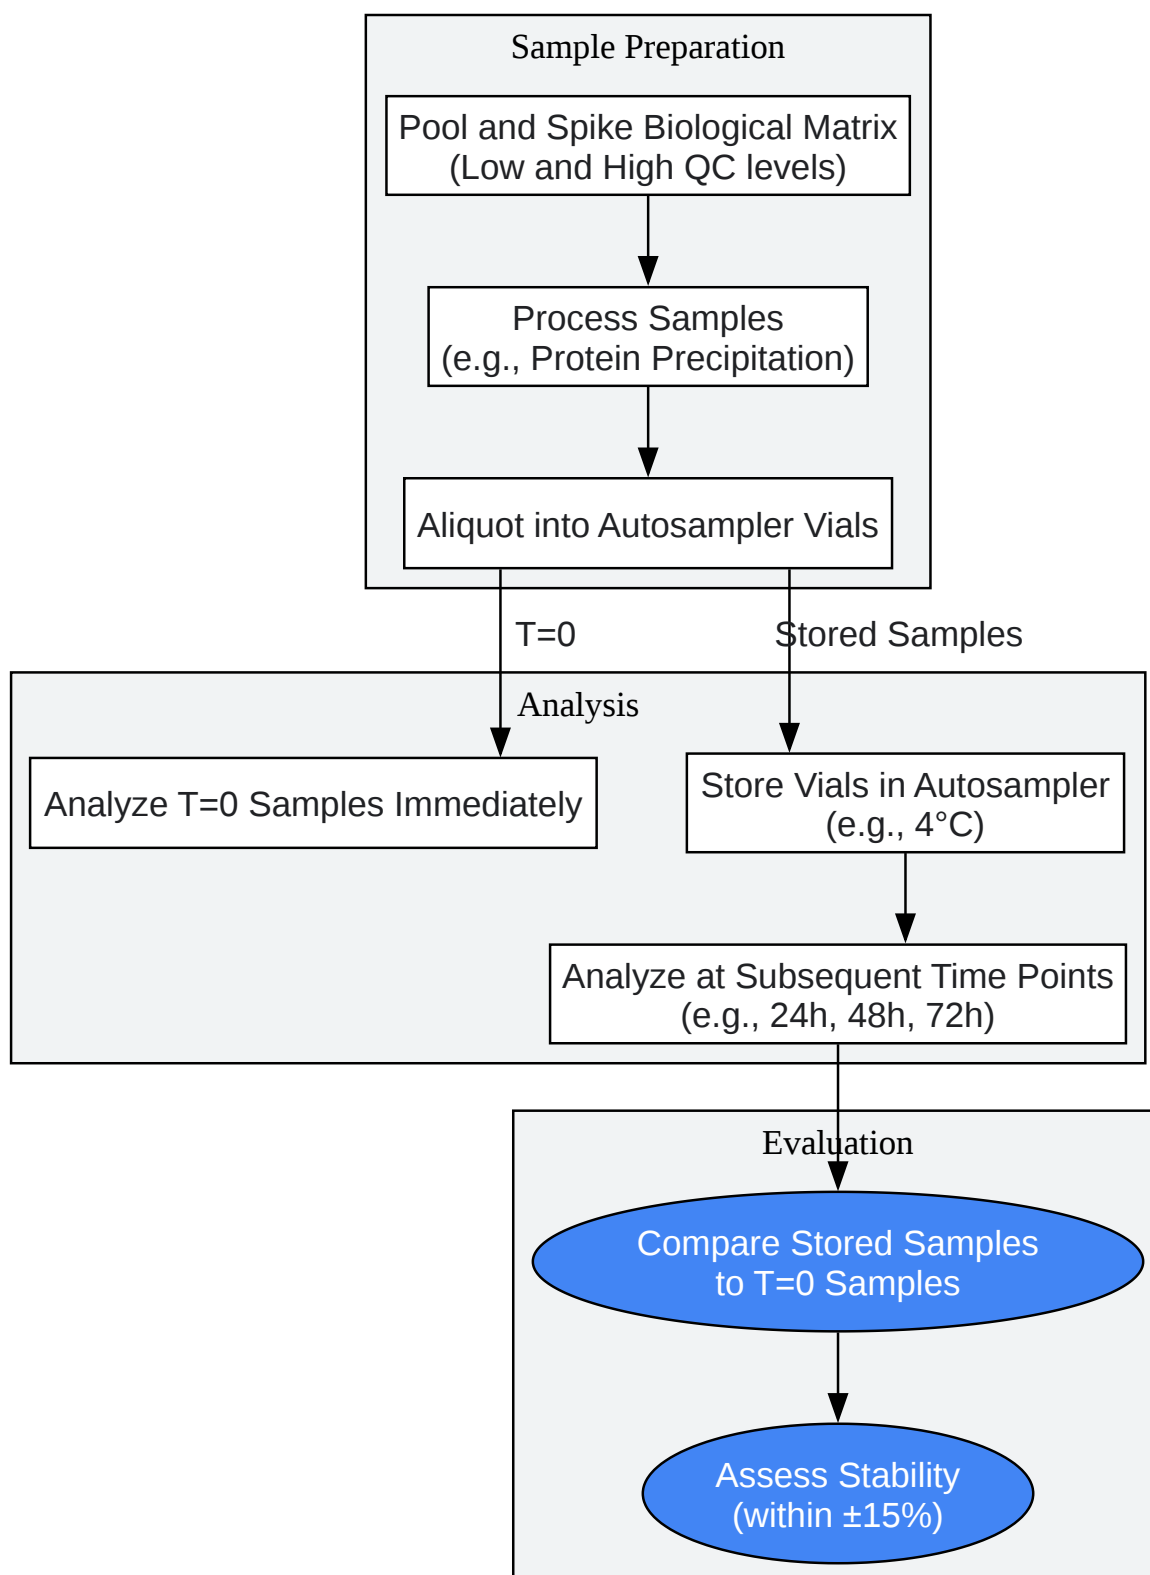 Sample Preparation
Pool and Spike Biological Matrix
(Low and High QC levels)
Process Samples
(e.g., Protein Precipitation)
Aliquot into Autosampler Vials
T=0
Stored Samples
Analysis
Analyze T=0 Samples Immediately
Store Vials in Autosampler
(e.g., 4°C)
Analyze at Subsequent Time Points
(e.g., 24h, 48h, 72h)
Evaluation
Compare Stored Samples
to T=0 Samples
Assess Stability
(within ±15%)